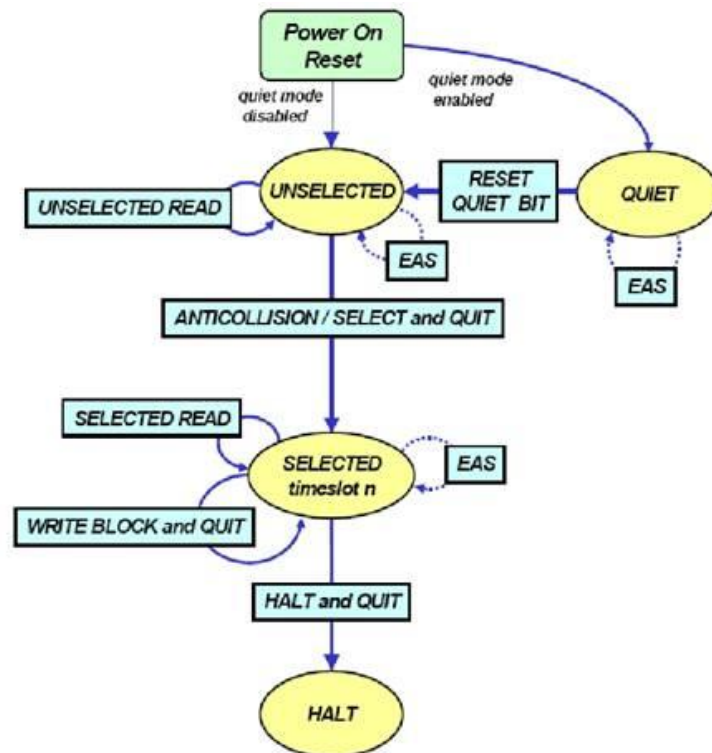 Power On
Reset
quiet mode
disabled
quiet mode
enabled
UNSELECTED
RESET
QUIET BIT
QUIET
UNSELECTED READ
EAS
EAS
ANTICOLLISION / SELECT and QUIT
SELECTED READ
SELECTED
timeslot n
EAS
WRITE BLOCK and QUIT
HALT and QUIT
HALT